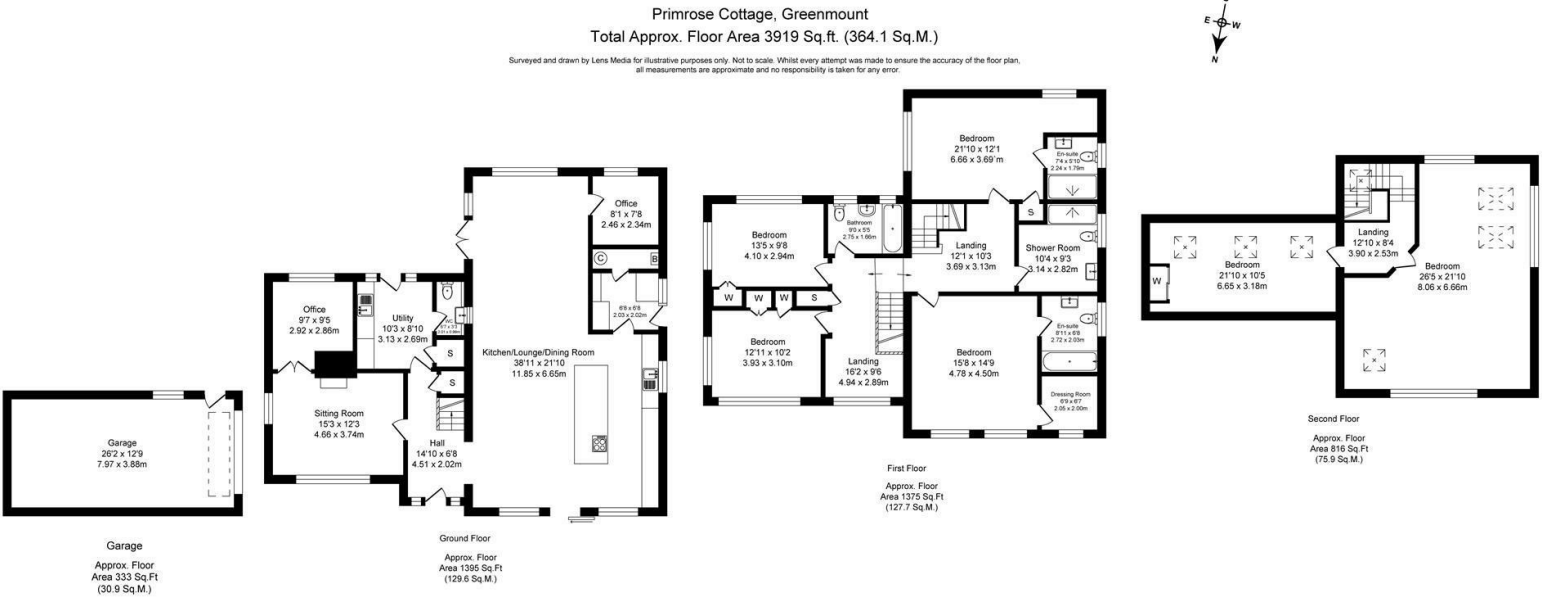 Primrose Cottage, Greenmount
Total Approx. Floor Area 3919 Sq.ft. (364.1 Sq.M.)
Surveyed and drawn by Lens Media for illustrative purposes only. Not to scale. Whilst every attempt was made to ensure the accuracy of the floor plan,
all measurements are approximate and no responsibility is taken for any error.
E
W
N
Garage
26'2 x 12'9
7.97 x 3.88m
Garage
Approx. Floor
Area 333 Sq.Ft
(30.9 Sq.M.)
Office
8'1 x 7'8
2.46 x 2.34m
C
B
6'8 x 6'8
2.03 x 2.02m
Office
9'7 x 9'5
2.92 x 2.86m
Utility
10'3 x 8'10
3.13 x 2.69m
WC
S
S
Kitchen/Lounge/Dining Room
38'11 x 21'10
11.85 x 6.65m
Sitting Room
15'3 x 12'3
4.66 x 3.74m
Hall
14'10 x 6'8
4.51 x 2.02m
Ground Floor
Approx. Floor
Area 1395 Sq.Ft
(129.6 Sq.M.)
Bedroom
21'10 x 12'1
6.66 x 3.69'm
En-suite
7'4 x 5'10
2.24 x 1.79m
S
Bedroom
13'5 x 9'8
4.10 x 2.94m
Bathroom
9'0 x 5'5
2.75 x 1.66m
Landing
12'1 x 10'3
3.69 x 3.13m
Shower Room
10'4 x 9'3
3.14 x 2.82m
W
W
W
S
Bedroom
12'11 x 10'2
3.93 x 3.10m
Landing
16'2 x 9'6
4.94 x 2.89m
Bedroom
15'8 x 14'9
4.78 x 4.50m
En-suite
8'11 x 6'8
2.72 x 2.03m
Dressing Room
6'9 x 6'7
2.05 x 2.00m
First Floor
Approx. Floor
Area 1375 Sq.Ft
(127.7 Sq.M.)
Landing
12'10 x 8'4
3.90 x 2.53m
Bedroom
21'10 x 10'5
6.65 x 3.18m
W
Bedroom
26'5 x 21'10
8.06 x 6.66m
Second Floor
Approx. Floor
Area 816 Sq.Ft
(75.9 Sq.M.)